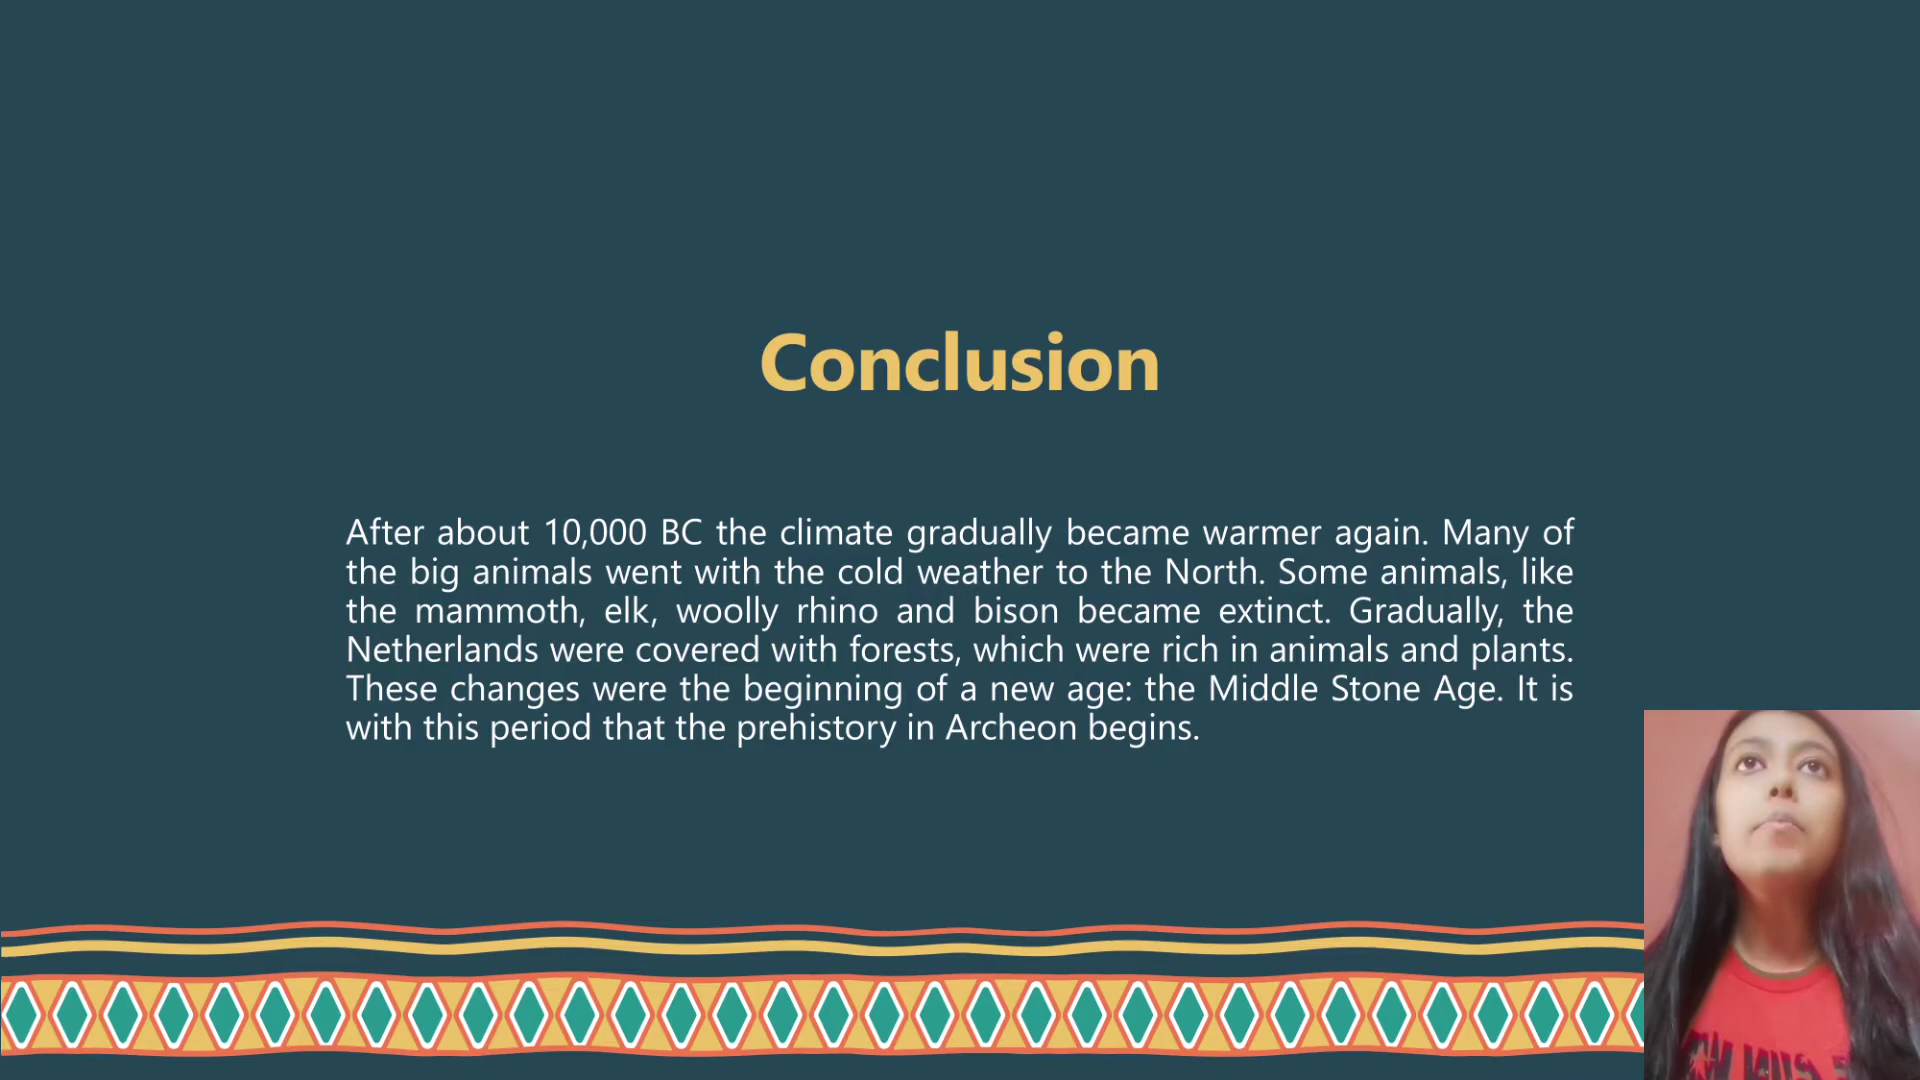 Conclusion
After about 10,000 BC the climate gradually became warmer again. Many of
the big animals went with the cold weather to the North. Some animals, like
the mammoth, elk, woolly rhino and bison became extinct. Gradually, the
Netherlands were covered with forests, which were rich in animals and plants.
These changes were the beginning of a new age: the Middle Stone Age. It is
with this period that the prehistory in Archeon begins.